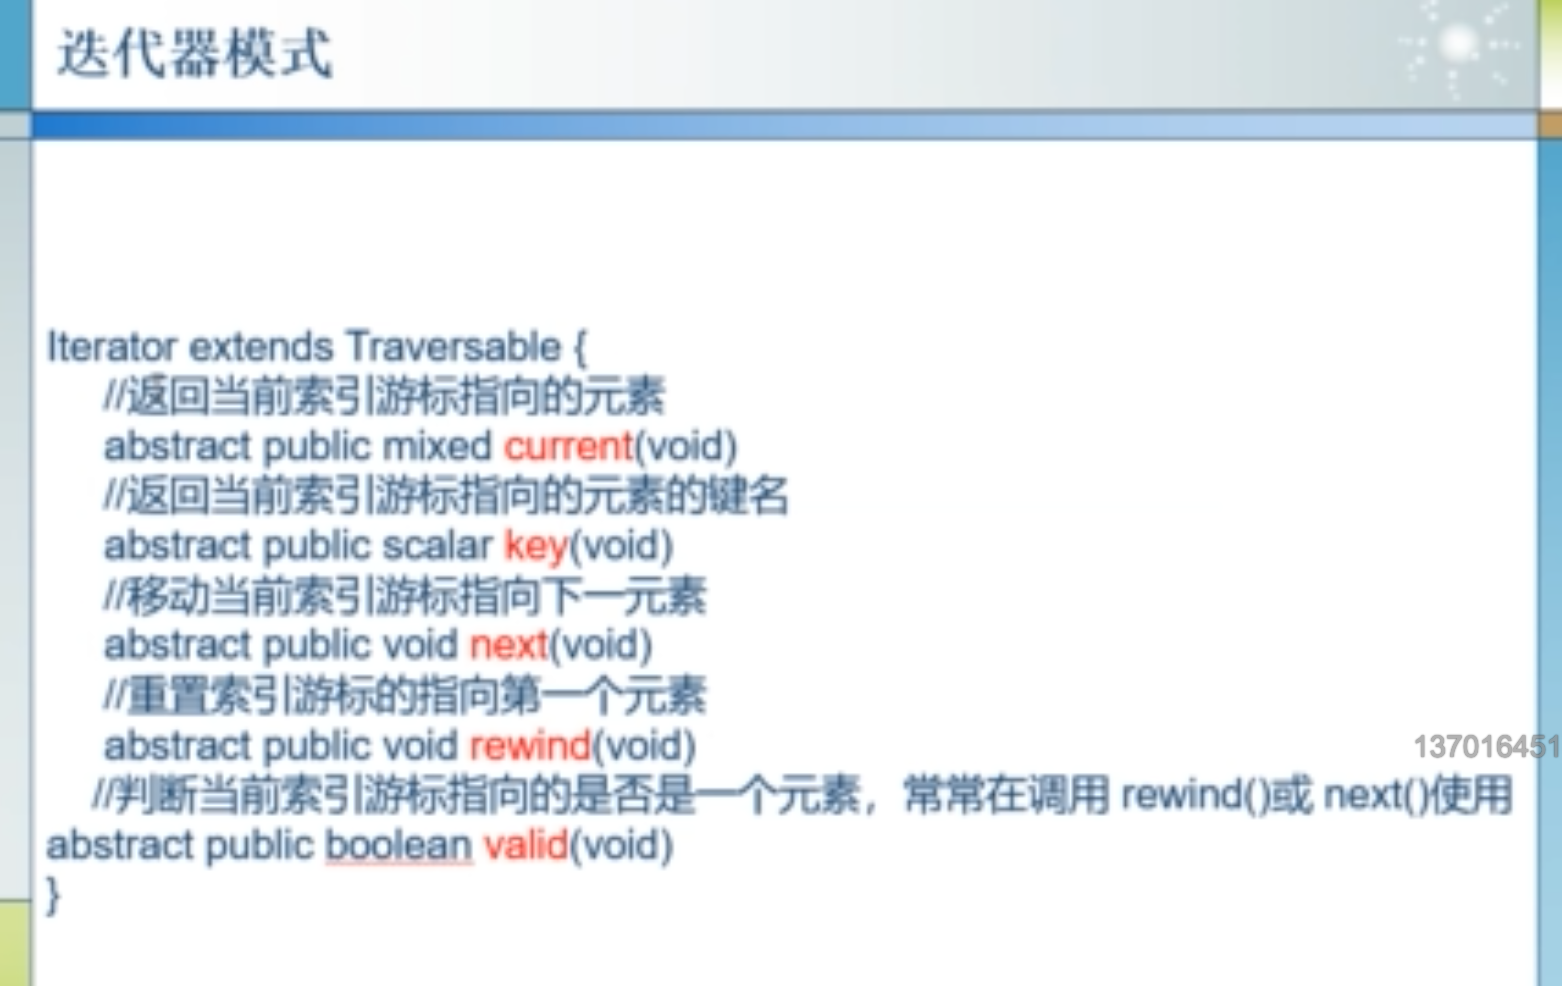 迭代器模式
Iterator extends Traversable {
//返回当前索引游标指向的元素
abstract public mixed current(void)
//返回当前索引游标指向的元素的键名
abstract public scalar key(void)
//移动当前索引游标指向下一元素
abstract public void next(void)
//重置索引游标的指向第一个元素
abstract public void rewind(void)
137016451
//判断当前索引游标指向的是否是一个元素，常常在调用 rewind()或 next()使用
abstract public boolean valid(void)
}